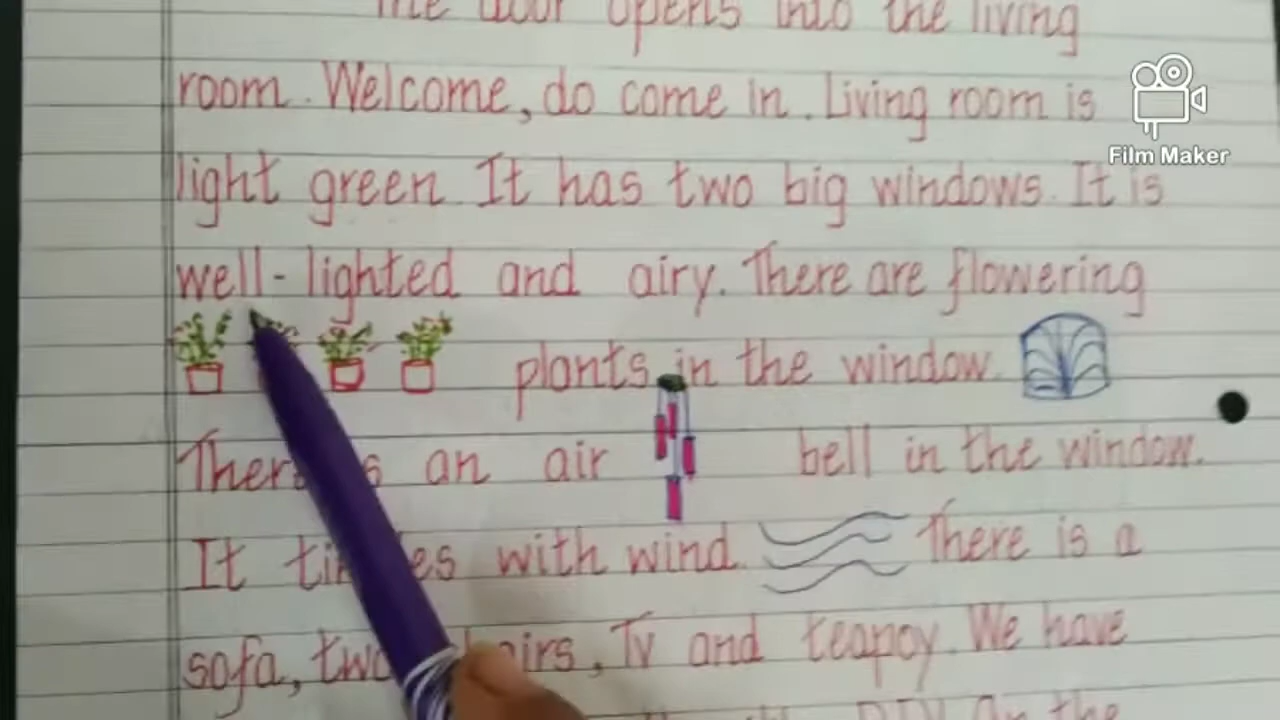 The door opens into the living
room. Welcome, do come in. Living room is
Film Maker
light green. It has two big windows. It is
well-lighted and airy. There are flowering
plants in the window.
an air bell in the window.
It with wind. There is a
sofa, TV and teapoy. We have
the